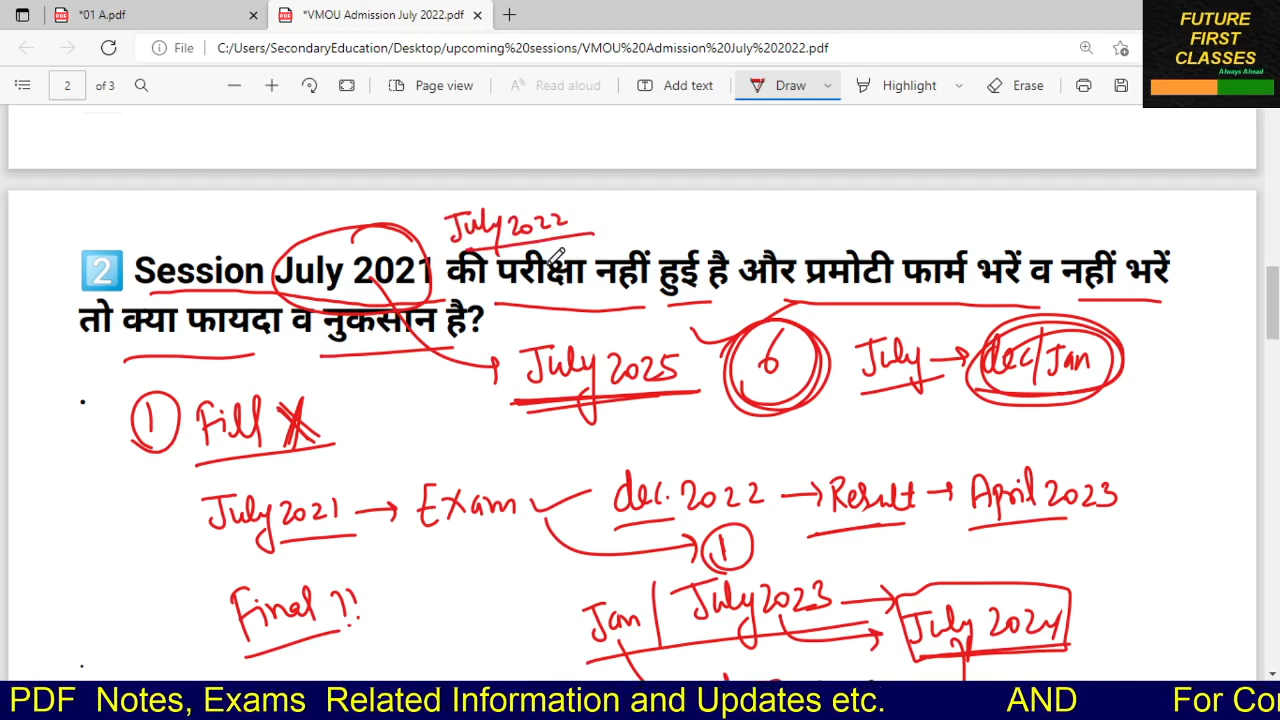 *01 A.pdf
*VMOU Admission July 2022.pdf
File
C:/Users/SecondaryEducation/Desktop/upcoming%20sessions/VMOU%20Admission%20July%202022.pdf
FUTURE
FIRST
CLASSES
Always Ahead
2
of 3
Page view
Read aloud
Add text
Draw
Highlight
Erase
July 2022
2 Session July 2021 की परीक्षा नहीं हुई है और प्रमोटी फार्म भरें व नहीं भरें
तो क्या फायदा व नुकसान है?
July 2025
6
July → dec/Jan
① Fill
July 2021 → Exam
dec. 2022 → Result → April 2023
①
Final ??
Jan | July 2023 → July 2024
PDF Notes, Exams Related Information and Updates etc. AND For Co